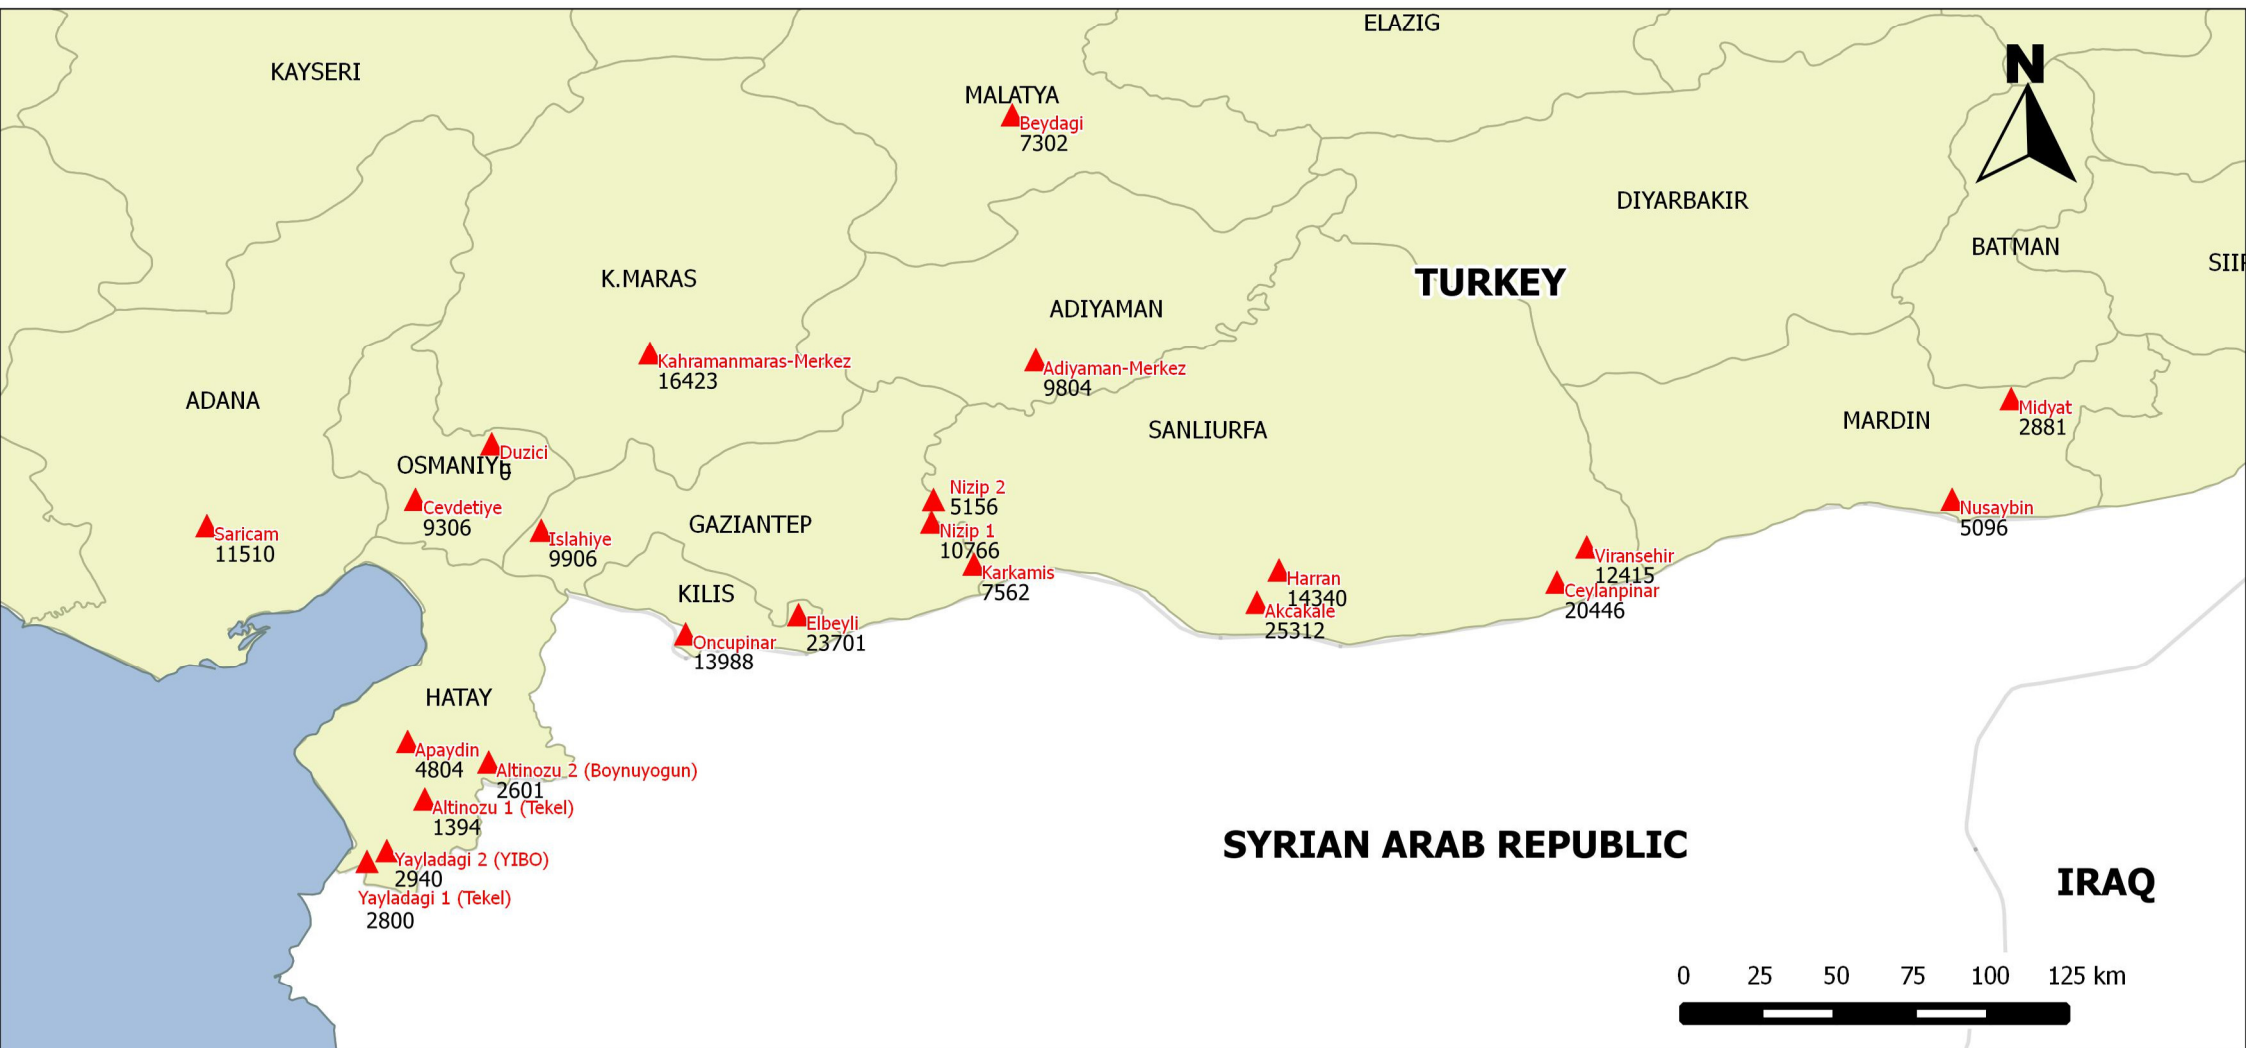 ELAZIG
KAYSERI
N
MALATYA
Beydagi
7302
DIYARBAKIR
BATMAN
SIIR
K.MARAS
TURKEY
ADIYAMAN
Kahramanmaras-Merkez
16423
Adiyaman-Merkez
9804
ADANA
SANLIURFA
MARDIN
Midyat
2881
Duzici
0
OSMANIYE
Cevdetiye
9306
Saricam
11510
Islahiye
9906
GAZIANTEP
Nizip 2
5156
Nizip 1
10766
Karkamis
7562
Nusaybin
5096
Viransehir
12415
Ceylanpinar
20446
Harran
14340
Akcakale
25312
KILIS
Elbeyli
23701
Oncupinar
13988
HATAY
Apaydin
4804
Altinozu 2 (Boynuyogun)
2601
Altinozu 1 (Tekel)
1394
Yayladagi 2 (YIBO)
2940
Yayladagi 1 (Tekel)
2800
SYRIAN ARAB REPUBLIC
IRAQ
0 25 50 75 100 125 km